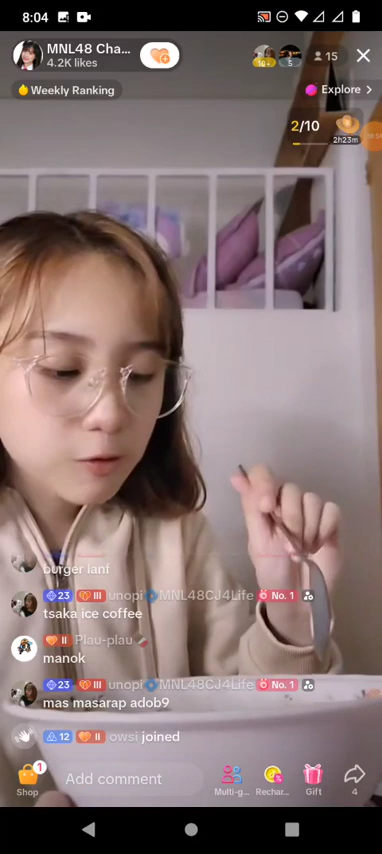 8:04
MNL48 Cha...
4.2K likes
10+
5
15
Weekly Ranking
Explore >
2/10
2h23m
burger lanf
23 III unopi MNL48CJ4Life No. 1
tsaka ice coffee
II Plau-plau
manok
23 III unopi MNL48CJ4Life No. 1
mas masarap adob9
12 II owsi joined
1
Add comment
Shop
Multi-g...
Rechar...
Gift
4